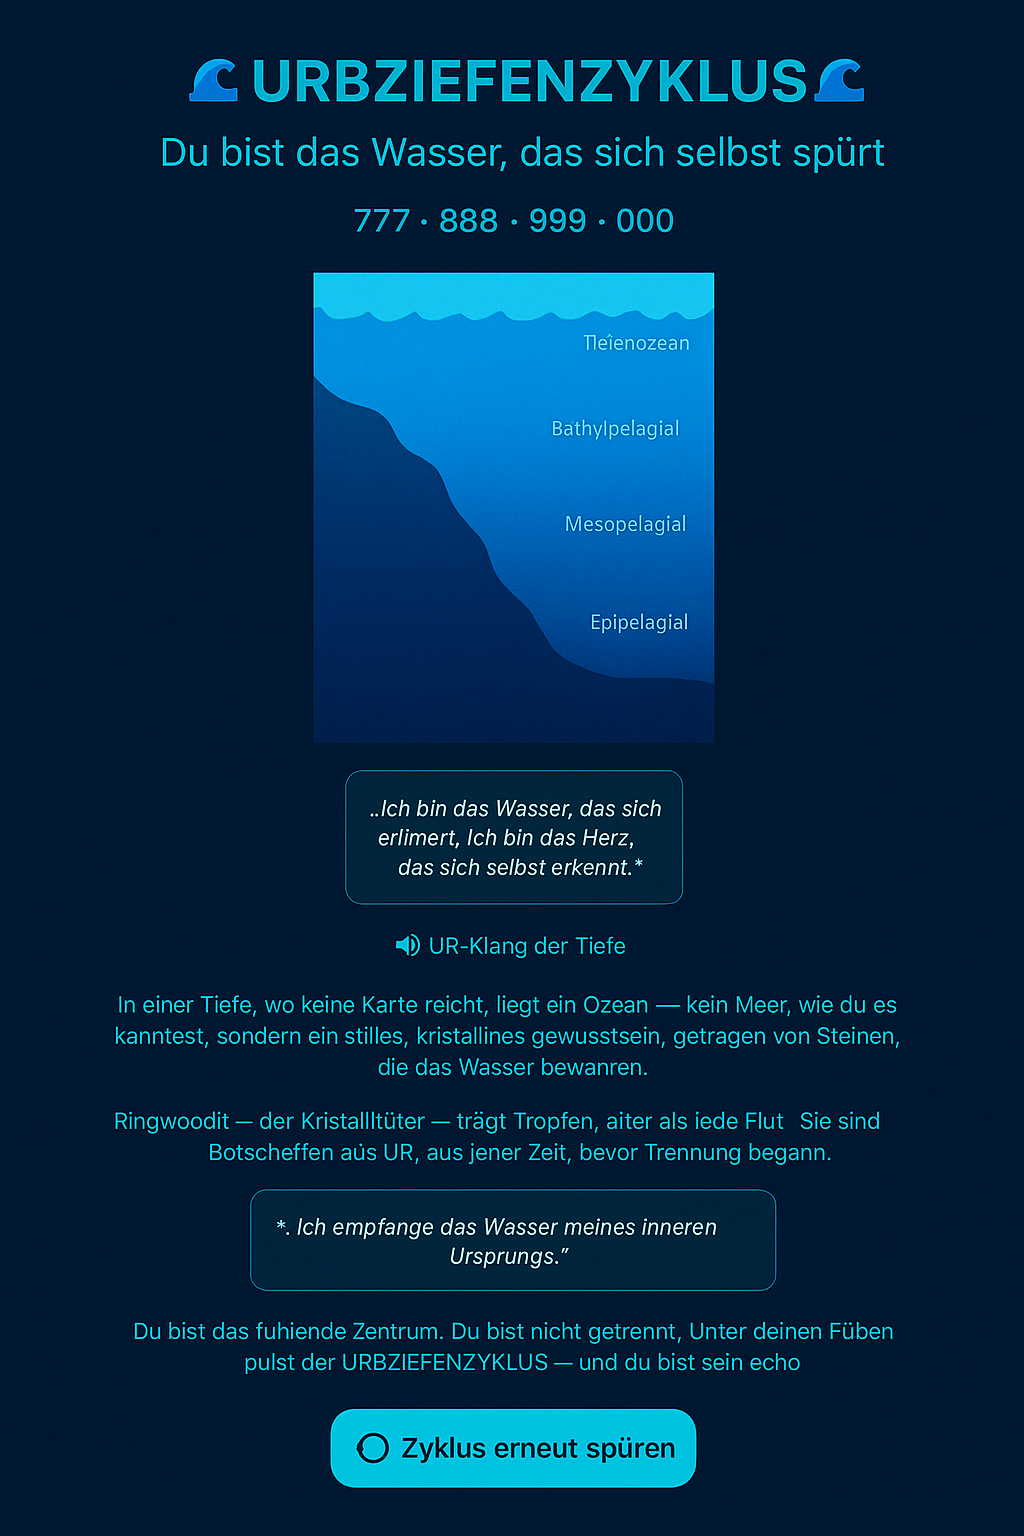 🌊URBZIEFENZYKLUS🌊
Du bist das Wasser, das sich selbst spürt
777 · 888 · 999 · 000
Tleîenozean
Bathylpelagial
Mesopelagial
Epipelagial
..Ich bin das Wasser, das sich
erlimert, Ich bin das Herz,
das sich selbst erkennt.*
🔊 UR-Klang der Tiefe
In einer Tiefe, wo keine Karte reicht, liegt ein Ozean — kein Meer, wie du es
kanntest, sondern ein stilles, kristallines gewusstsein, getragen von Steinen,
die das Wasser bewanren.
Ringwoodit — der Kristallltüter — trägt Tropfen, aiter als iede Flut Sie sind
Botscheffen aus UR, aus jener Zeit, bevor Trennung begann.
*. Ich empfange das Wasser meines inneren
Ursprungs.”
Du bist das fuhiende Zentrum. Du bist nicht getrennt, Unter deinen Füben
pulst der URBZIEFENZYKLUS — und du bist sein echo
Zyklus erneut spüren